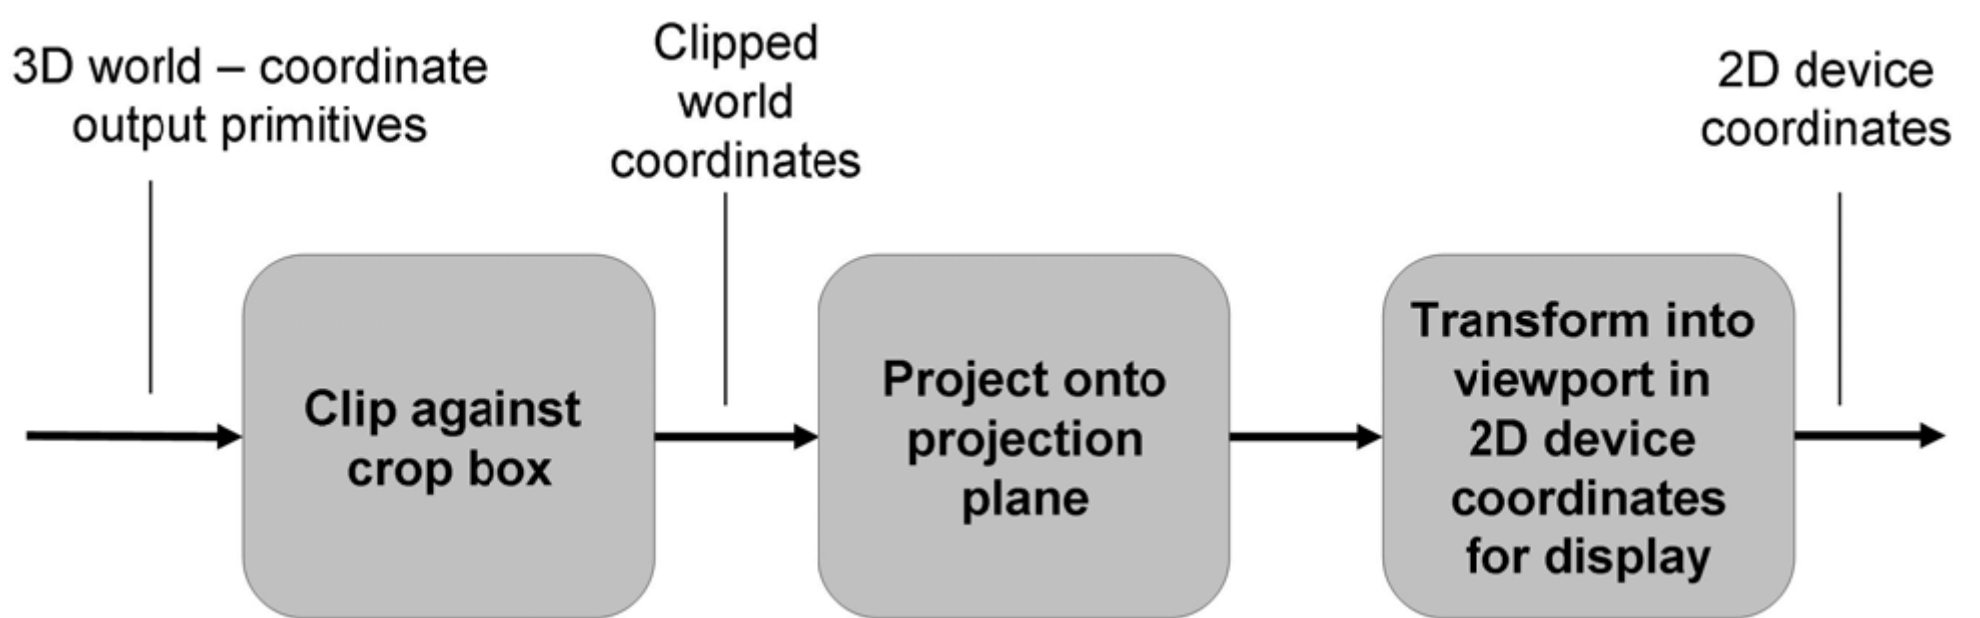 3D world – coordinate
output primitives
Clipped
world
coordinates
2D device
coordinates
Clip against
crop box
Project onto
projection
plane
Transform into
viewport in
2D device
coordinates
for display